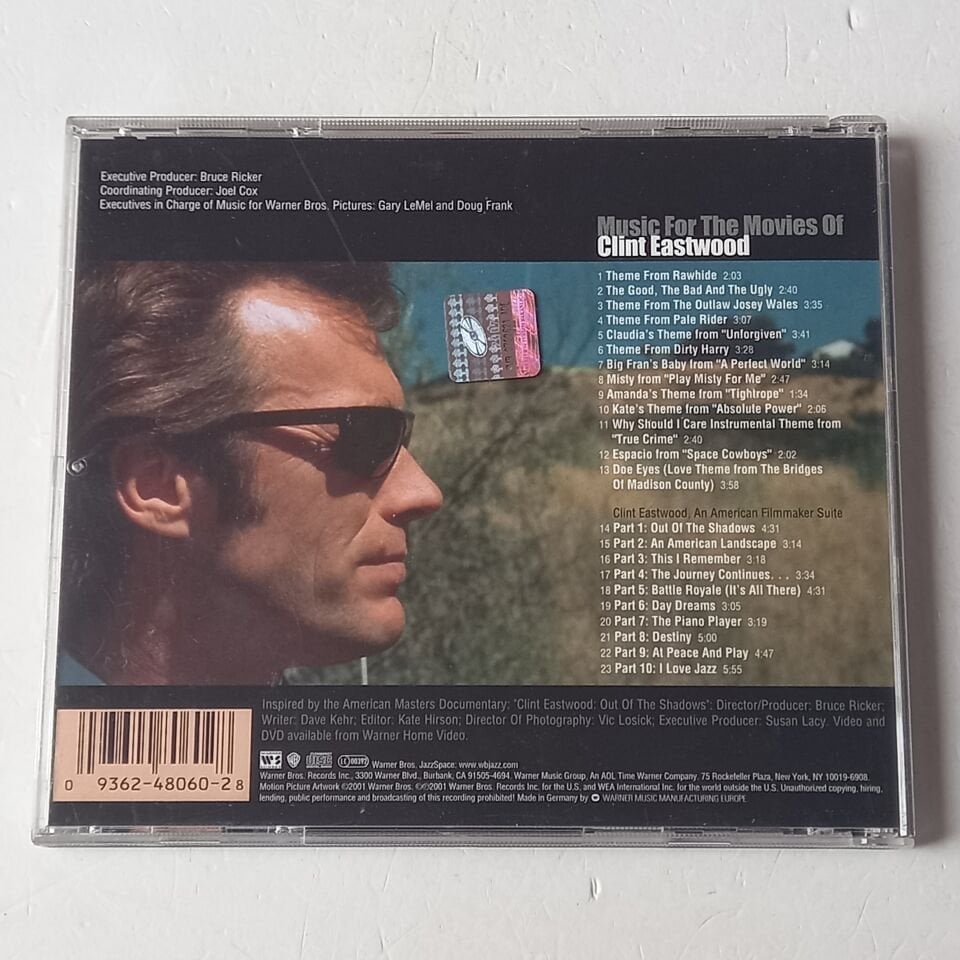 Executive Producer: Bruce Ricker
Coordinating Producer: Joel Cox
Executives in Charge of Music for Warner Bros. Pictures: Gary LeMel and Doug Frank
Music For The Movies Of
Clint Eastwood
1 Theme From Rawhide 2:03
2 The Good, The Bad And The Ugly 2:40
3 Theme From The Outlaw Josey Wales 3:35
4 Theme From Pale Rider 3:07
5 Claudia's Theme from "Unforgiven" 3:41
6 Theme From Dirty Harry 3:28
7 Big Fran's Baby from "A Perfect World" 3:14
8 Misty from "Play Misty For Me" 2:47
9 Amanda's Theme from "Tightrope" 1:34
10 Kate's Theme from "Absolute Power" 2:06
11 Why Should I Care Instrumental Theme from
"True Crime" 2:40
12 Espacio from "Space Cowboys" 2:02
13 Doe Eyes (Love Theme from The Bridges
Of Madison County) 3:58
Clint Eastwood, An American Filmmaker Suite
14 Part 1: Out Of The Shadows 4:31
15 Part 2: An American Landscape 3:14
16 Part 3: This I Remember 3:18
17 Part 4: The Journey Continues. . . 3:34
18 Part 5: Battle Royale (It's All There) 4:31
19 Part 6: Day Dreams 3:05
20 Part 7: The Piano Player 3:19
21 Part 8: Destiny 5:00
22 Part 9: At Peace And Play 4:47
23 Part 10: I Love Jazz 5:55
Inspired by the American Masters Documentary: "Clint Eastwood: Out Of The Shadows": Director/Producer: Bruce Ricker;
Writer: Dave Kehr; Editor: Kate Hirson; Director Of Photography: Vic Losick; Executive Producer: Susan Lacy. Video and
DVD available from Warner Home Video.
LC 00392 Warner Bros. JazzSpace: www.wbjazz.com
Warner Bros. Records Inc., 3300 Warner Blvd., Burbank, CA 91505-4694. Warner Music Group, An AOL Time Warner Company. 75 Rockefeller Plaza, New York, NY 10019-6908.
Motion Picture Artwork ©2001 Warner Bros. ©℗2001 Warner Bros. Records Inc. for the U.S. and WEA International Inc. for the world outside the U.S. Unauthorized copying, hiring,
lending, public performance and broadcasting of this recording prohibited! Made in Germany by WARNER MUSIC MANUFACTURING EUROPE
0 9362-48060-2 8